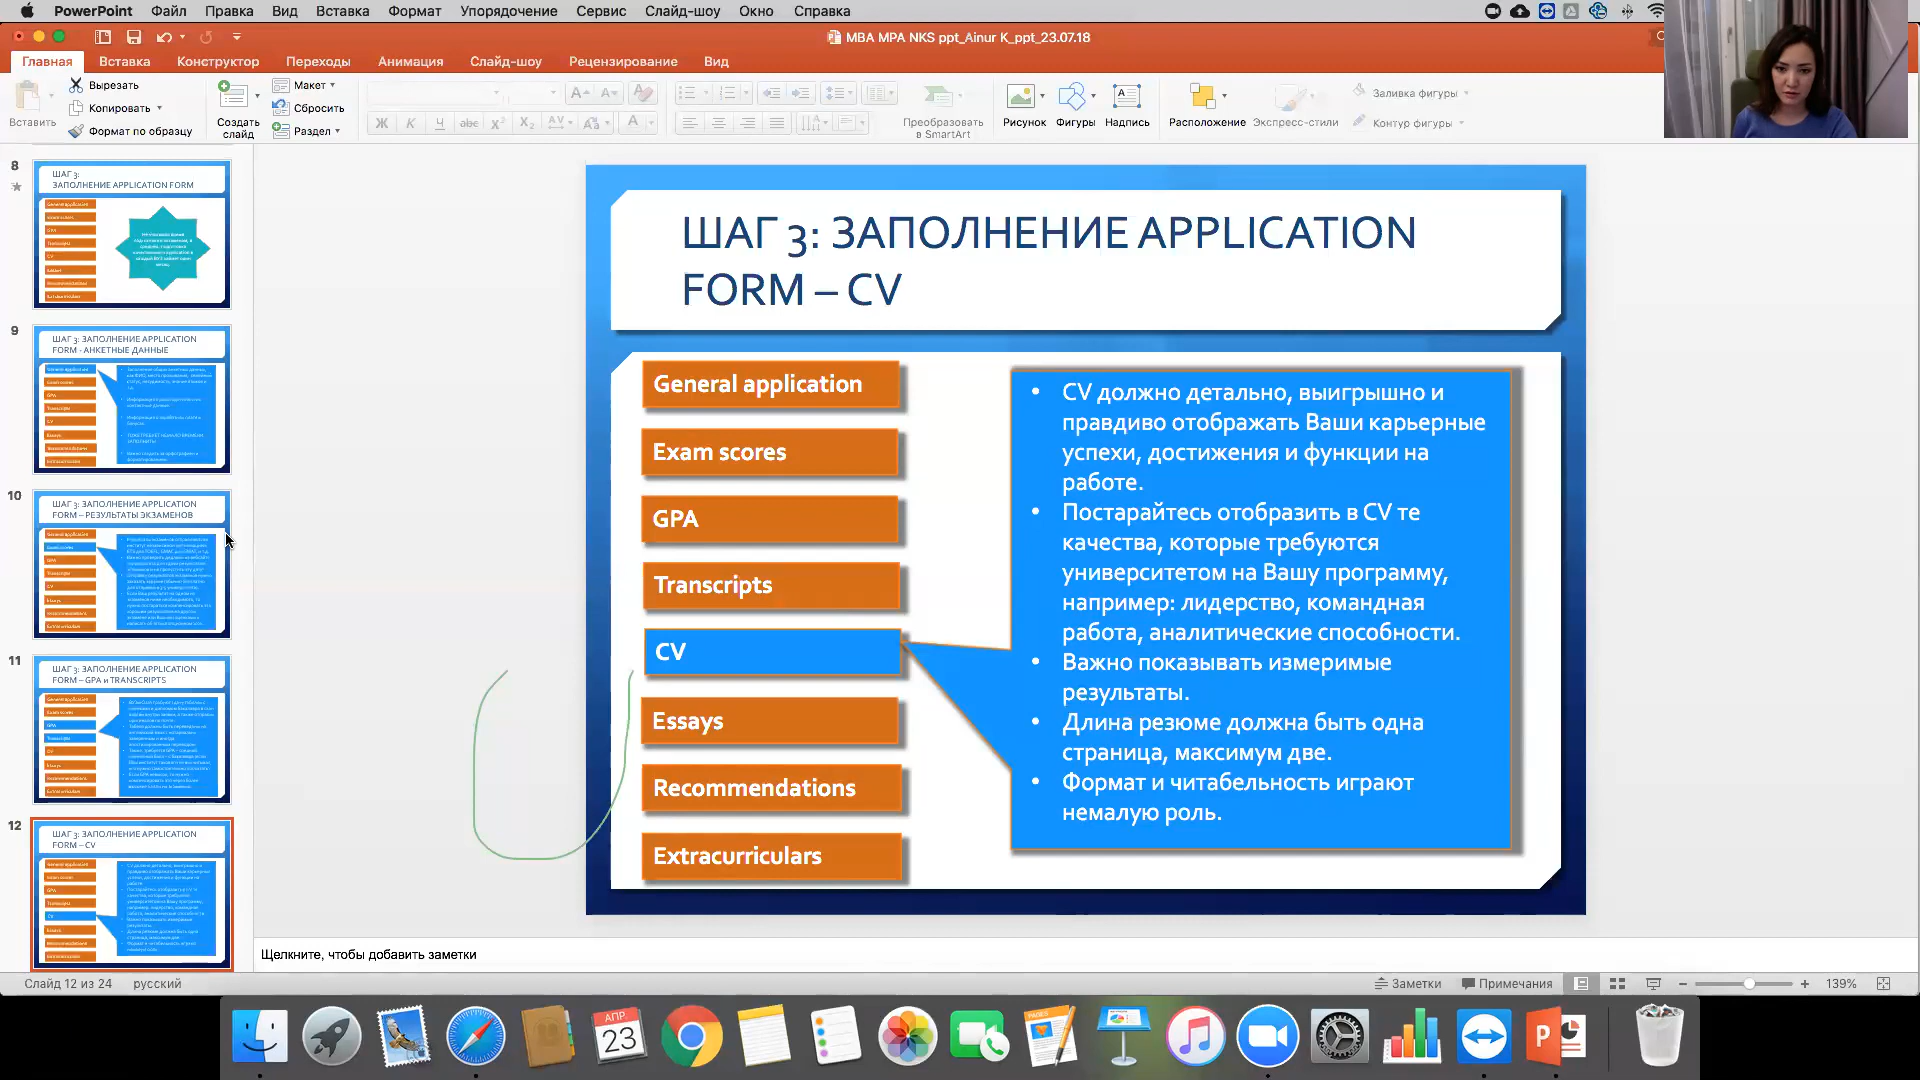 PowerPoint Файл Правка Вид Вставка Формат Упорядочение Сервис Слайд-шоу Окно Справка
MBA MPA NKS ppt_Ainur K_ppt_23.07.18
Главная Вставка Конструктор Переходы Анимация Слайд-шоу Рецензирование Вид
Вставить
Вырезать
Копировать
Формат по образцу
Создать
слайд
Макет
Сбросить
Раздел
Преобразовать
в SmartArt
Рисунок
Фигуры
Надпись
Расположение
Экспресс-стили
Заливка фигуры
Контур фигуры
8
ШАГ 3:
ЗАПОЛНЕНИЕ APPLICATION FORM
9
ШАГ 3: ЗАПОЛНЕНИЕ APPLICATION
FORM - АНКЕТНЫЕ ДАННЫЕ
10
ШАГ 3: ЗАПОЛНЕНИЕ APPLICATION
FORM – РЕЗУЛЬТАТЫ ЭКЗАМЕНОВ
11
ШАГ 3: ЗАПОЛНЕНИЕ APPLICATION
FORM – GPA и TRANSCRIPTS
12
ШАГ 3: ЗАПОЛНЕНИЕ APPLICATION
FORM – CV
ШАГ 3: ЗАПОЛНЕНИЕ APPLICATION
FORM – CV
General application
Exam scores
GPA
Transcripts
CV
Essays
Recommendations
Extracurriculars
• CV должно детально, выигрышно и
правдиво отображать Ваши карьерные
успехи, достижения и функции на
работе.
• Постарайтесь отобразить в CV те
качества, которые требуются
университетом на Вашу программу,
например: лидерство, командная
работа, аналитические способности.
• Важно показывать измеримые
результаты.
• Длина резюме должна быть одна
страница, максимум две.
• Формат и читабельность играют
немалую роль.
Щелкните, чтобы добавить заметки
Слайд 12 из 24 русский
Заметки Примечания 139%
АПР
23
PAGES
P